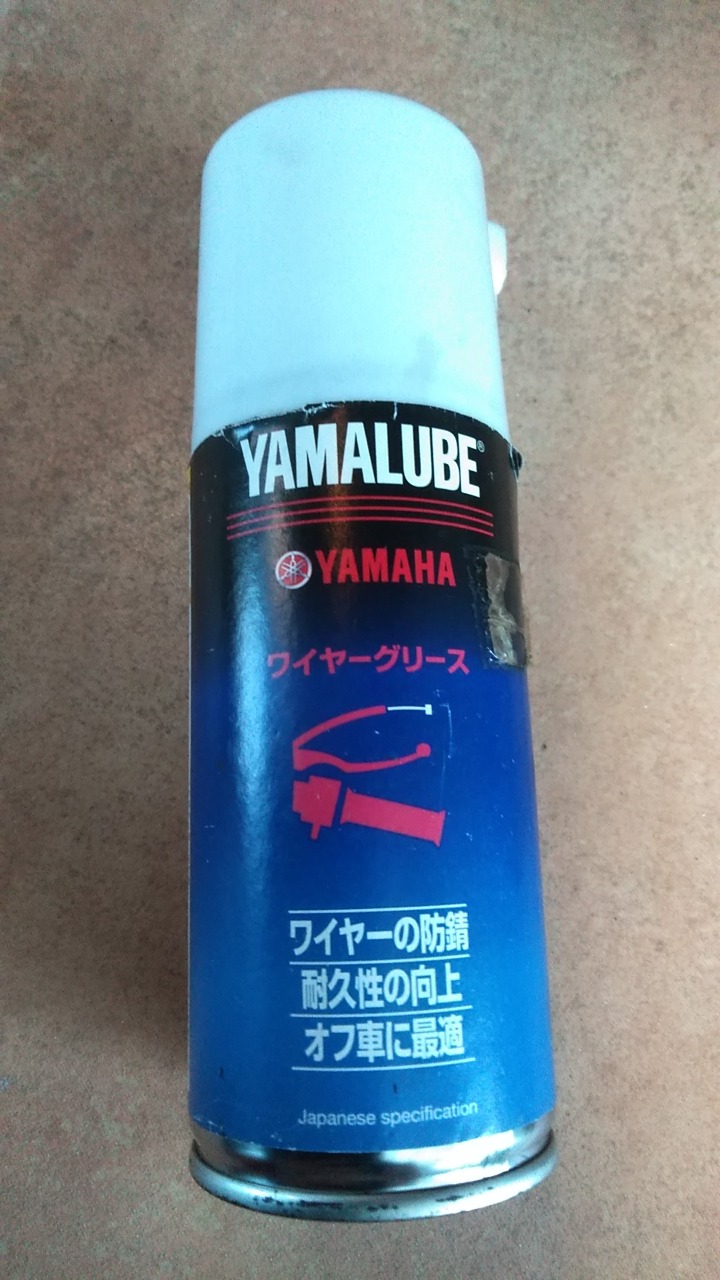 YAMALUBE®
YAMAHA
ワイヤーグリース
ワイヤーの防錆
耐久性の向上
オフ車に最適
Japanese specification